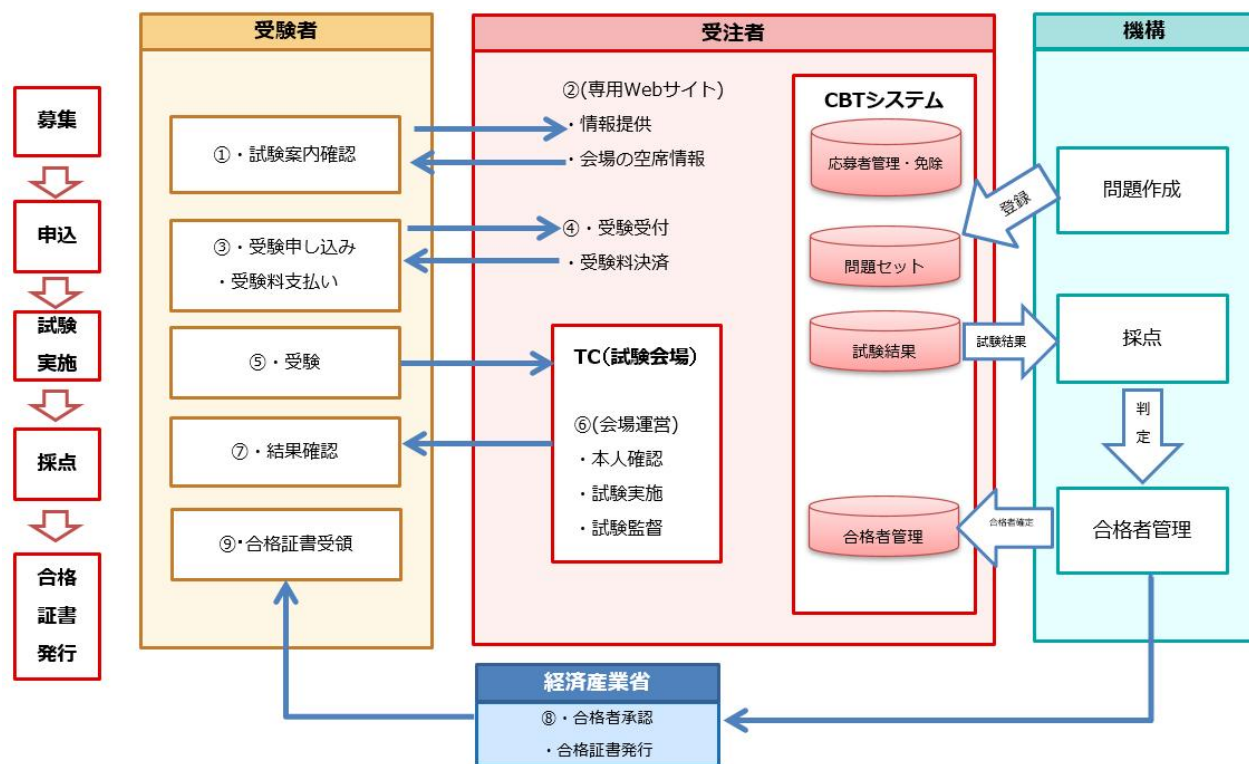 受験者
受注者
機構
募集
申込
試験
実施
採点
合格
証書
発行
①・試験案内確認
③・受験申し込み
・受験料支払い
⑤・受験
⑦・結果確認
⑨・合格証書受領
②(専用Webサイト)
・情報提供
・会場の空席情報
④・受験受付
・受験料決済
TC(試験会場)
⑥(会場運営)
・本人確認
・試験実施
・試験監督
CBTシステム
応募者管理・免除
問題セット
試験結果
合格者管理
登録
試験結果
合格者確定
問題作成
採点
判
定
合格者管理
経済産業省
⑧・合格者承認
・合格証書発行